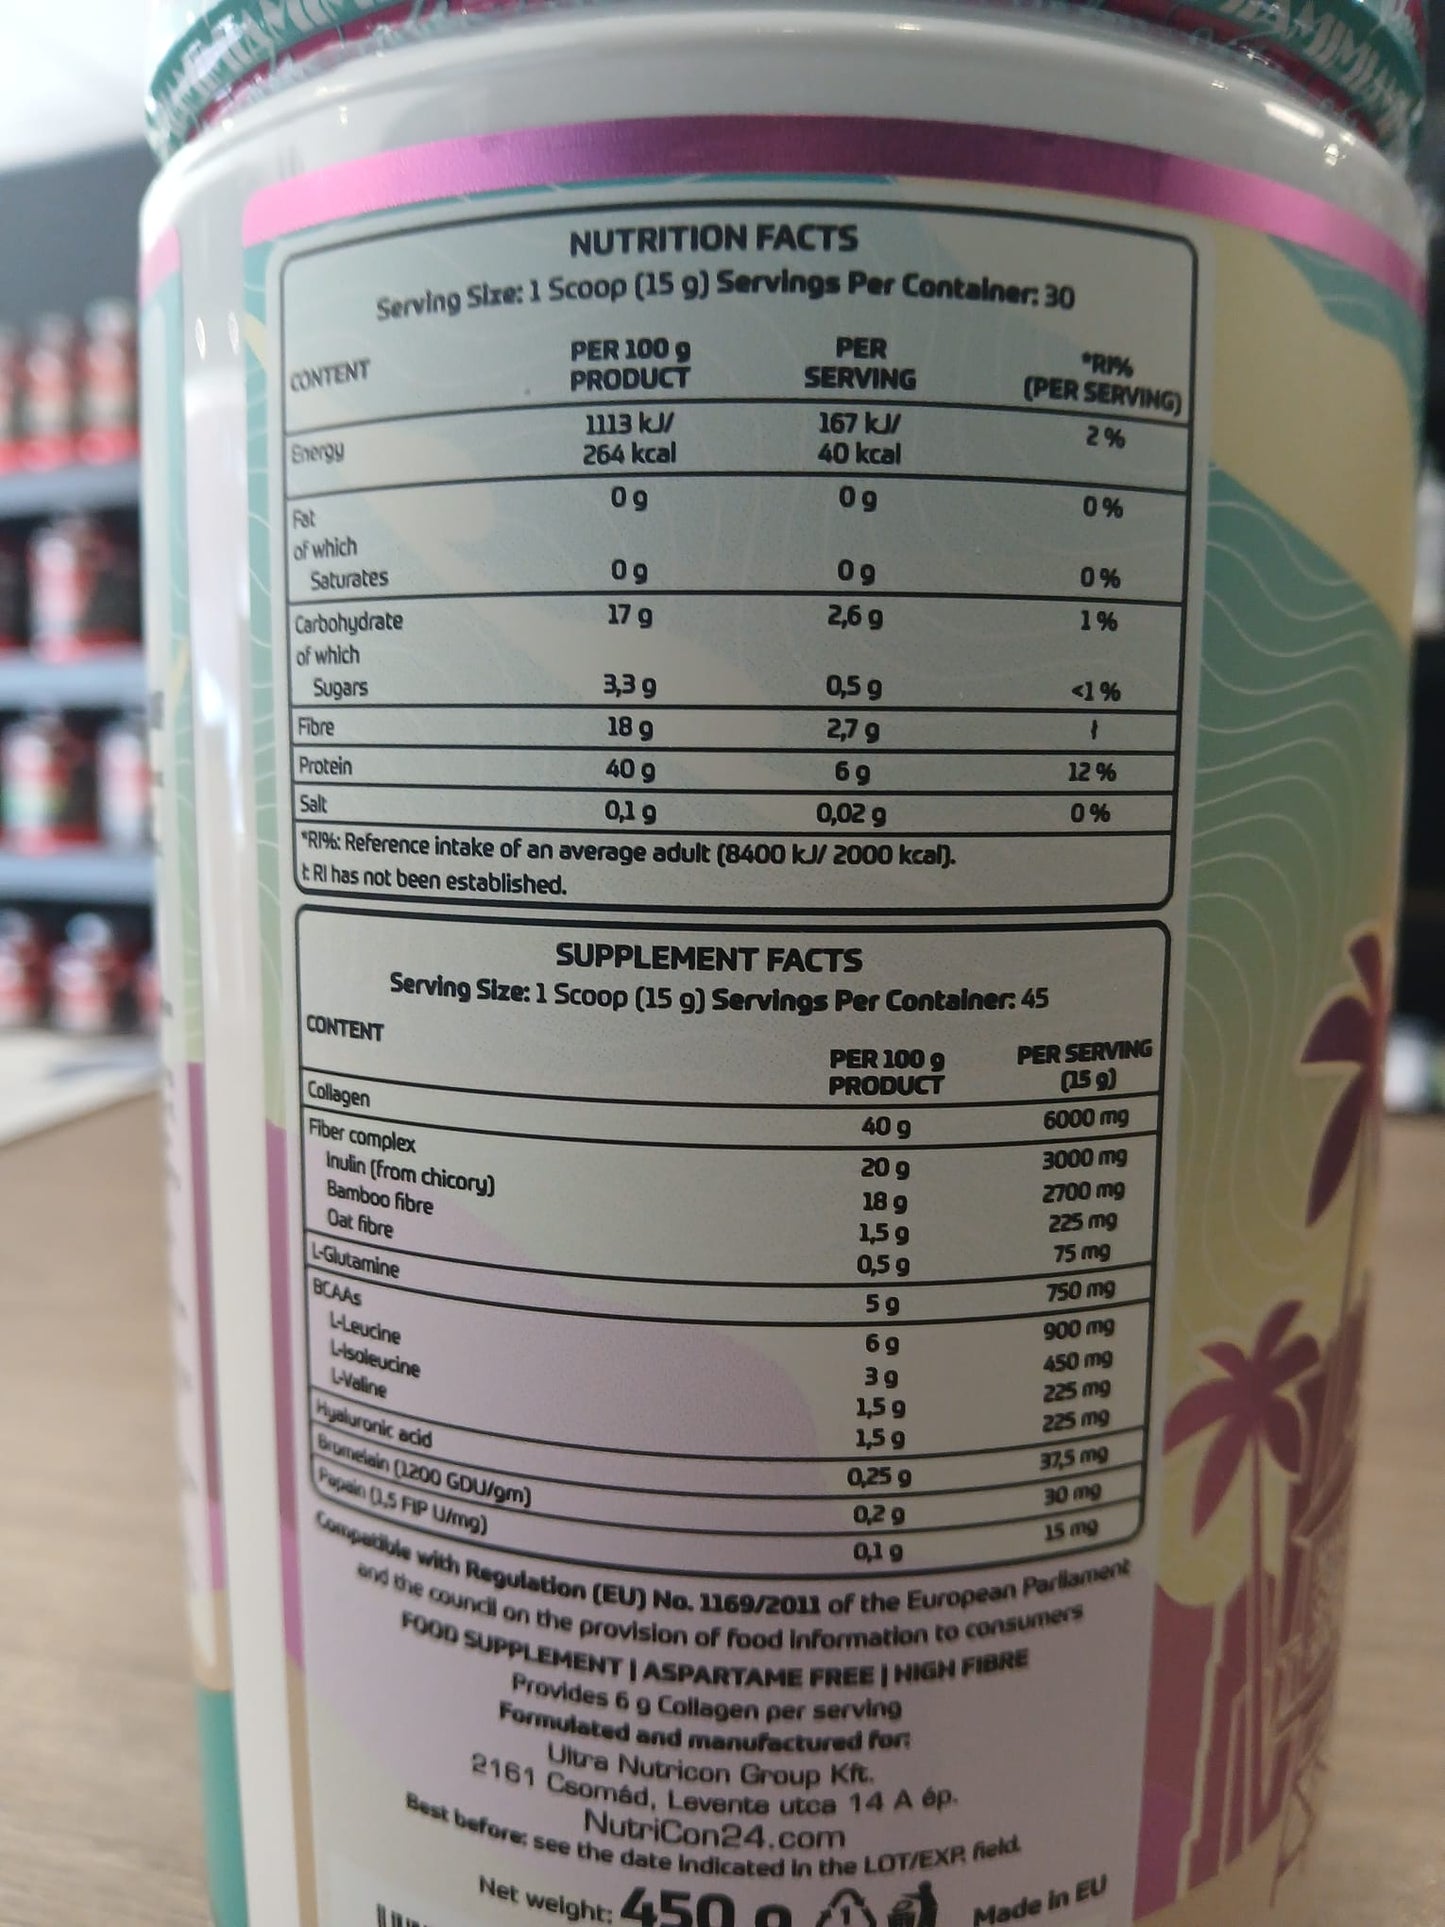 NUTRITION FACTS
Serving Size: 1 Scoop (15 g) Servings Per Container: 30
CONTENT PER 100 g PRODUCT PER SERVING *RI% (PER SERVING)
Energy 1113 kJ/ 264 kcal 167 kJ/ 40 kcal 2 %
Fat 0 g 0 g 0 %
of which
Saturates 0 g 0 g 0 %
Carbohydrate 17 g 2,6 g 1 %
of which
Sugars 3,3 g 0,5 g <1 %
Fibre 18 g 2,7 g ƚ
Protein 40 g 6 g 12 %
Salt 0,1 g 0,02 g 0 %
*RI%: Reference intake of an average adult (8400 kJ/ 2000 kcal).
ƚ: RI has not been established.
SUPPLEMENT FACTS
Serving Size: 1 Scoop (15 g) Servings Per Container: 45
CONTENT PER 100 g PRODUCT PER SERVING (15 g)
Collagen 40 g 6000 mg
Fiber complex 20 g 3000 mg
Inulin (from chicory) 18 g 2700 mg
Bamboo fibre 1,5 g 225 mg
Oat fibre 0,5 g 75 mg
L-Glutamine 5 g 750 mg
BCAAs 6 g 900 mg
L-Leucine 3 g 450 mg
L-Isoleucine 1,5 g 225 mg
L-Valine 1,5 g 225 mg
Hyaluronic acid 0,25 g 37,5 mg
Bromelain (1200 GDU/gm) 0,2 g 30 mg
Papain (1,5 FIP U/mg) 0,1 g 15 mg
Compatible with Regulation (EU) No. 1169/2011 of the European Parliament
and the council on the provision of food information to consumers
FOOD SUPPLEMENT | ASPARTAME FREE | HIGH FIBRE
Provides 6 g Collagen per serving
Formulated and manufactured for:
Ultra Nutricon Group Kft.
2161 Csomád, Levente utca 14 A ép.
NutriCon24.com
Best before: see the date indicated in the LOT/EXP. field.
Net weight: 450 g 1 Made in EU